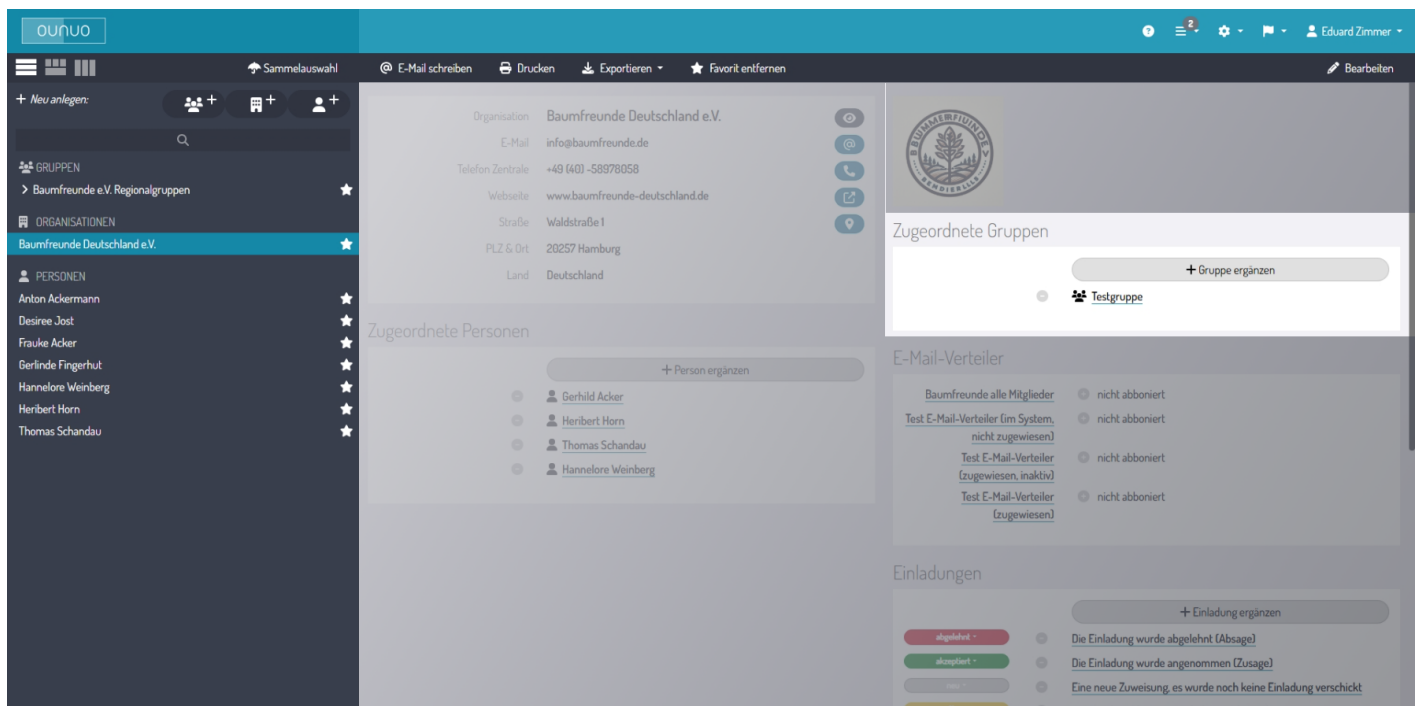 ounuo
2
Eduard Zimmer
Sammelauswahl
E-Mail schreiben
Drucken
Exportieren
Favorit entfernen
Bearbeiten
+ Neu anlegen:
GRUPPEN
Baumfreunde e.V. Regionalgruppen
ORGANISATIONEN
Baumfreunde Deutschland e.V.
PERSONEN
Anton Ackermann
Desiree Jost
Frauke Acker
Gerlinde Fingerhut
Hannelore Weinberg
Heribert Horn
Thomas Schandau
Organisation Baumfreunde Deutschland e.V.
E-Mail info@baumfreunde.de
Telefon Zentrale +49 (40) -58978058
Webseite www.baumfreunde-deutschland.de
Straße Waldstraße 1
PLZ & Ort 20257 Hamburg
Land Deutschland
Zugeordnete Personen
+ Person ergänzen
Gerhild Acker
Heribert Horn
Thomas Schandau
Hannelore Weinberg
Zugeordnete Gruppen
+ Gruppe ergänzen
Testgruppe
E-Mail-Verteiler
Baumfreunde alle Mitglieder nicht abboniert
Test E-Mail-Verteiler (im System, nicht abboniert
nicht zugewiesen)
Test E-Mail-Verteiler nicht abboniert
(zugewiesen, inaktiv)
Test E-Mail-Verteiler nicht abboniert
(zugewiesen)
Einladungen
+ Einladung ergänzen
abgelehnt Die Einladung wurde abgelehnt (Absage)
akzeptiert Die Einladung wurde angenommen (Zusage)
neu Eine neue Zuweisung, es wurde noch keine Einladung verschickt